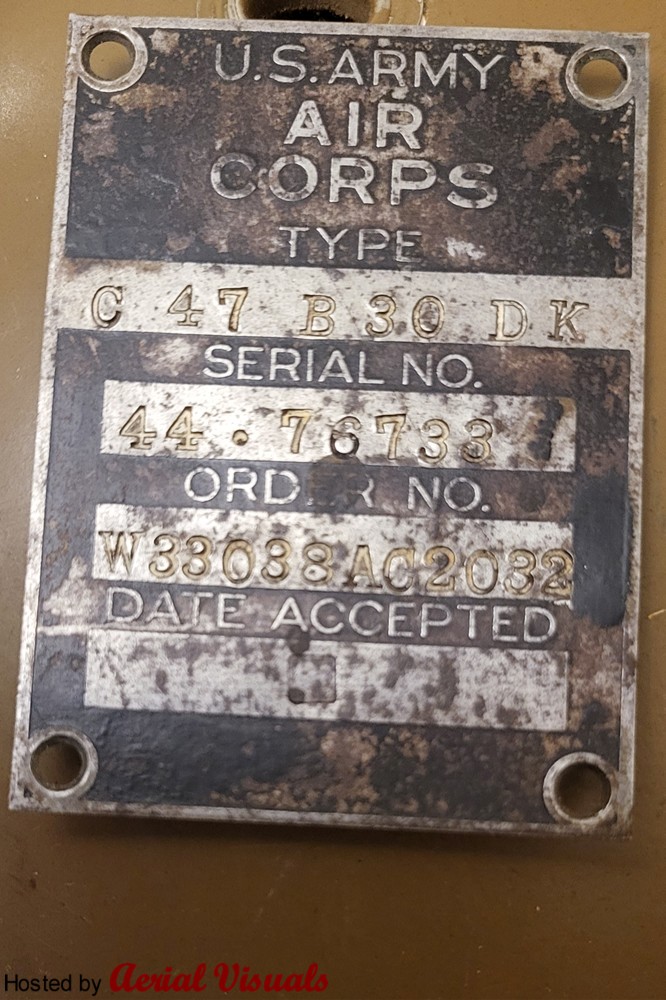 U.S. ARMY
AIR
CORPS
TYPE
C 47 B 30 DK
SERIAL NO.
44 • 76733
ORDER NO.
W33038AC2032
DATE ACCEPTED
Hosted by Aerial Visuals